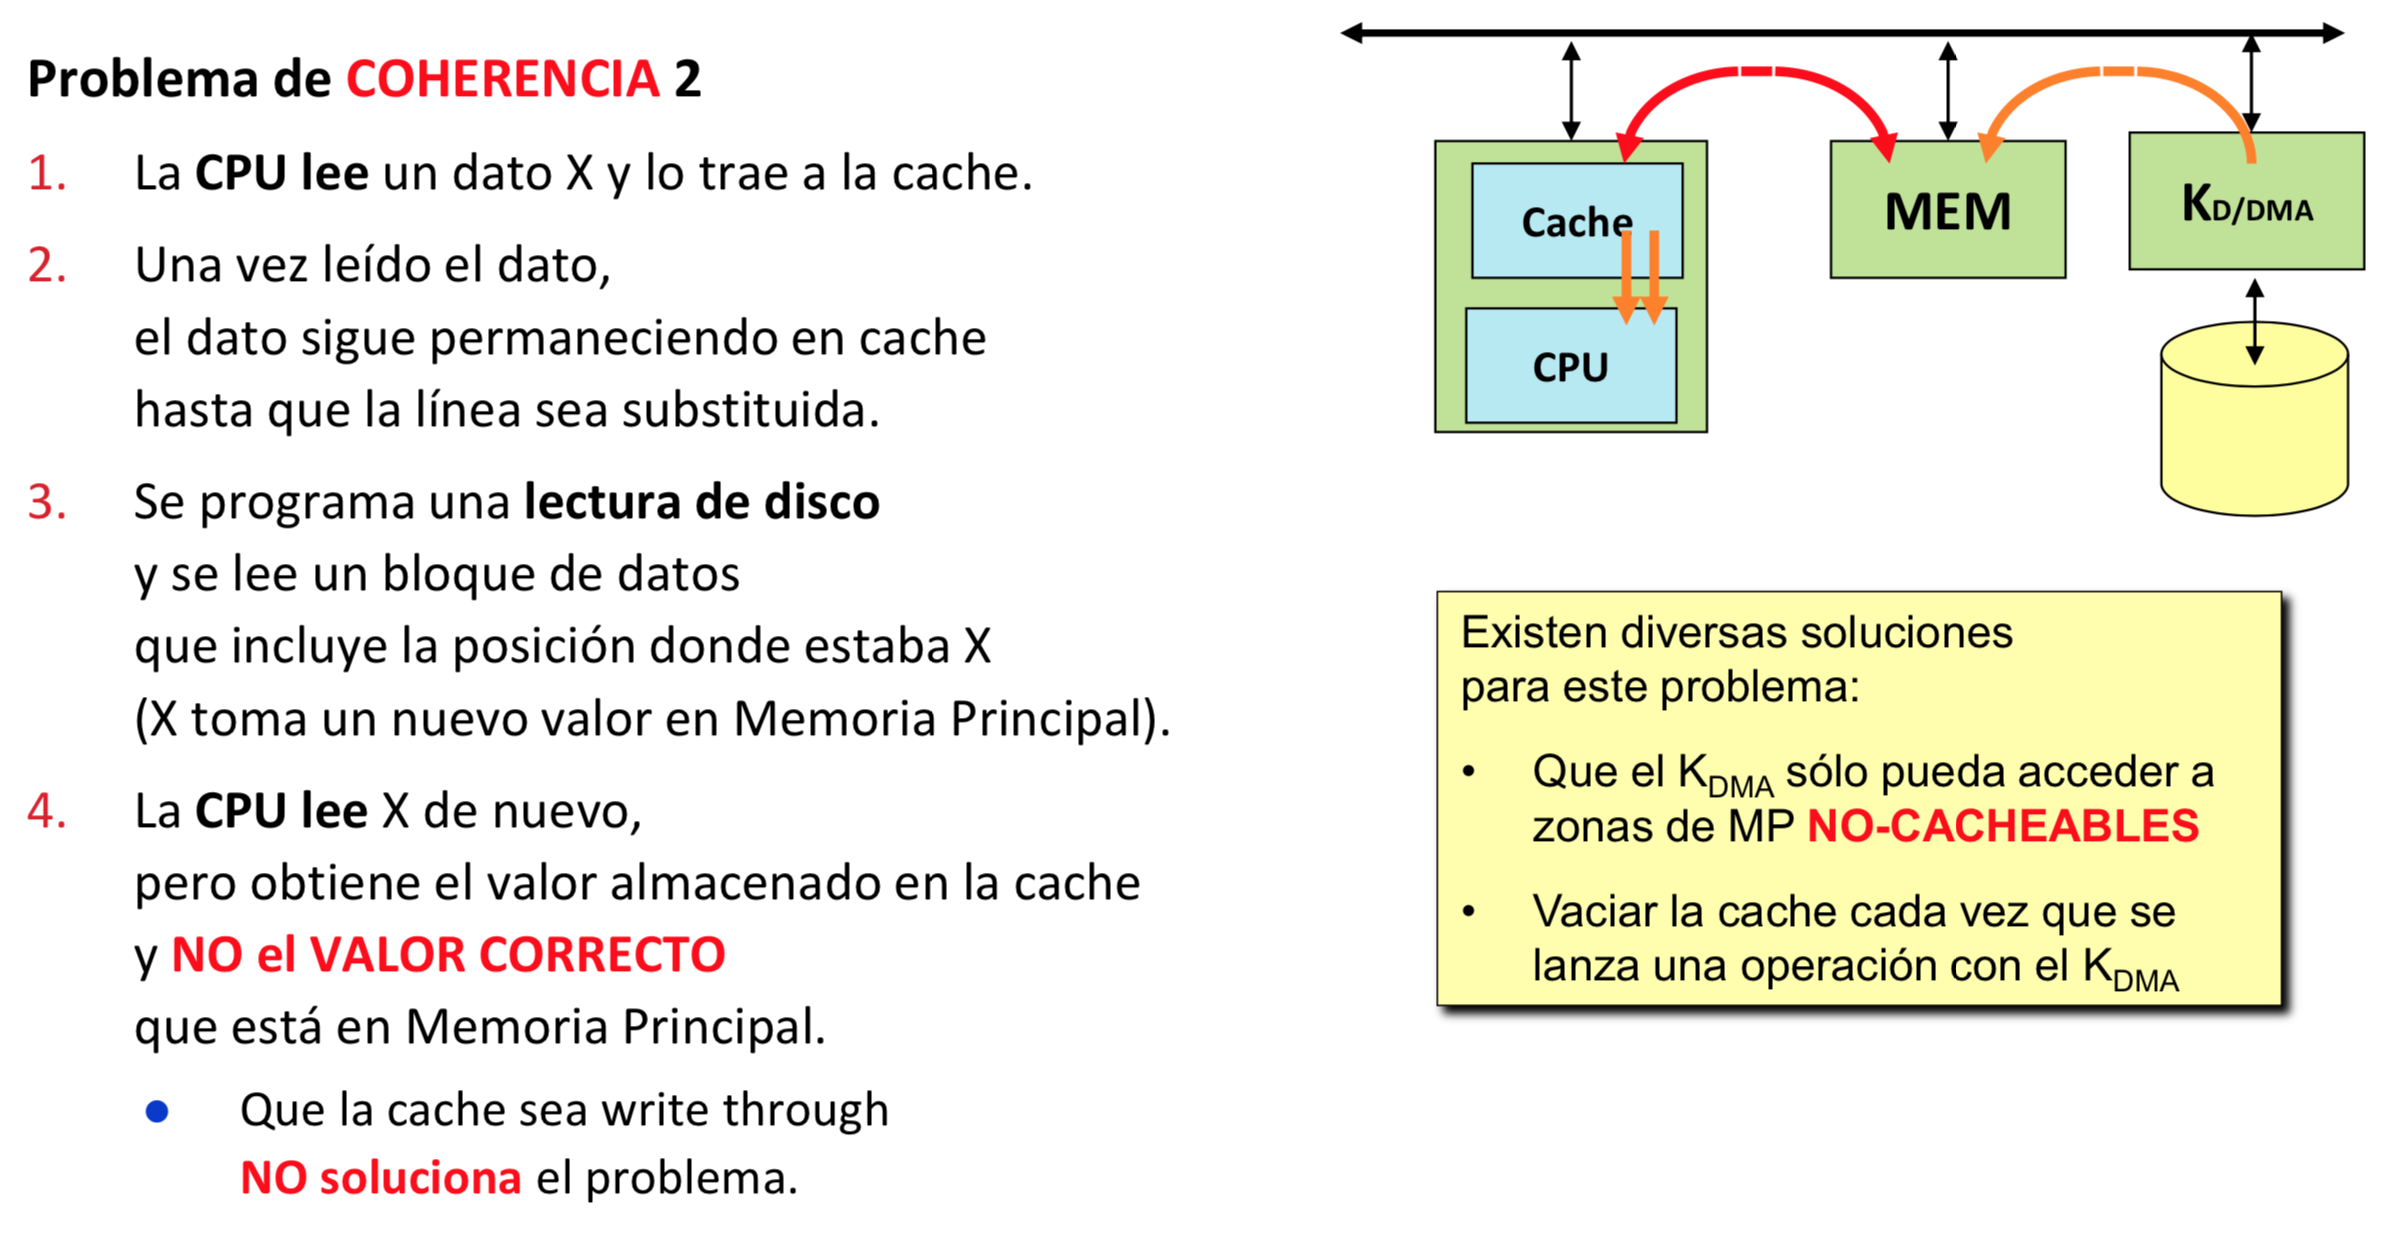 Problema de COHERENCIA 2
1. La CPU lee un dato X y lo trae a la cache.
2. Una vez leído el dato,
el dato sigue permaneciendo en cache
hasta que la línea sea substituida.
3. Se programa una lectura de disco
y se lee un bloque de datos
que incluye la posición donde estaba X
(X toma un nuevo valor en Memoria Principal).
4. La CPU lee X de nuevo,
pero obtiene el valor almacenado en la cache
y NO el VALOR CORRECTO
que está en Memoria Principal.
● Que la cache sea write through
NO soluciona el problema.
Cache
CPU
MEM
KD/DMA
Existen diversas soluciones
para este problema:
• Que el KDMA sólo pueda acceder a
zonas de MP NO-CACHEABLES
• Vaciar la cache cada vez que se
lanza una operación con el KDMA